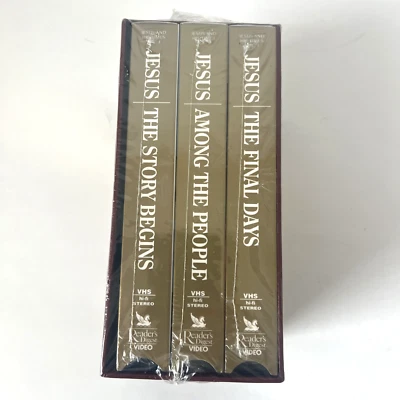 JESUS THE STORY BEGINS
VHS
hi-fi
STEREO
Reader's
Digest
VIDEO
JESUS AMONG THE PEOPLE
VHS
hi-fi
STEREO
Reader's
Digest
VIDEO
JESUS THE FINAL DAYS
VHS
hi-fi
STEREO
Reader's
Digest
VIDEO